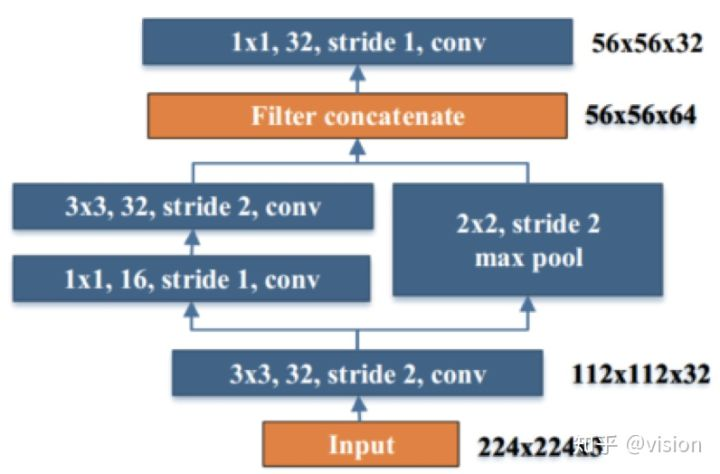 1x1, 32, stride 1, conv
56x56x32
Filter concatenate
56x56x64
3x3, 32, stride 2, conv
2x2, stride 2
max pool
1x1, 16, stride 1, conv
3x3, 32, stride 2, conv
112x112x32
Input
224x224x3
知乎 @vision